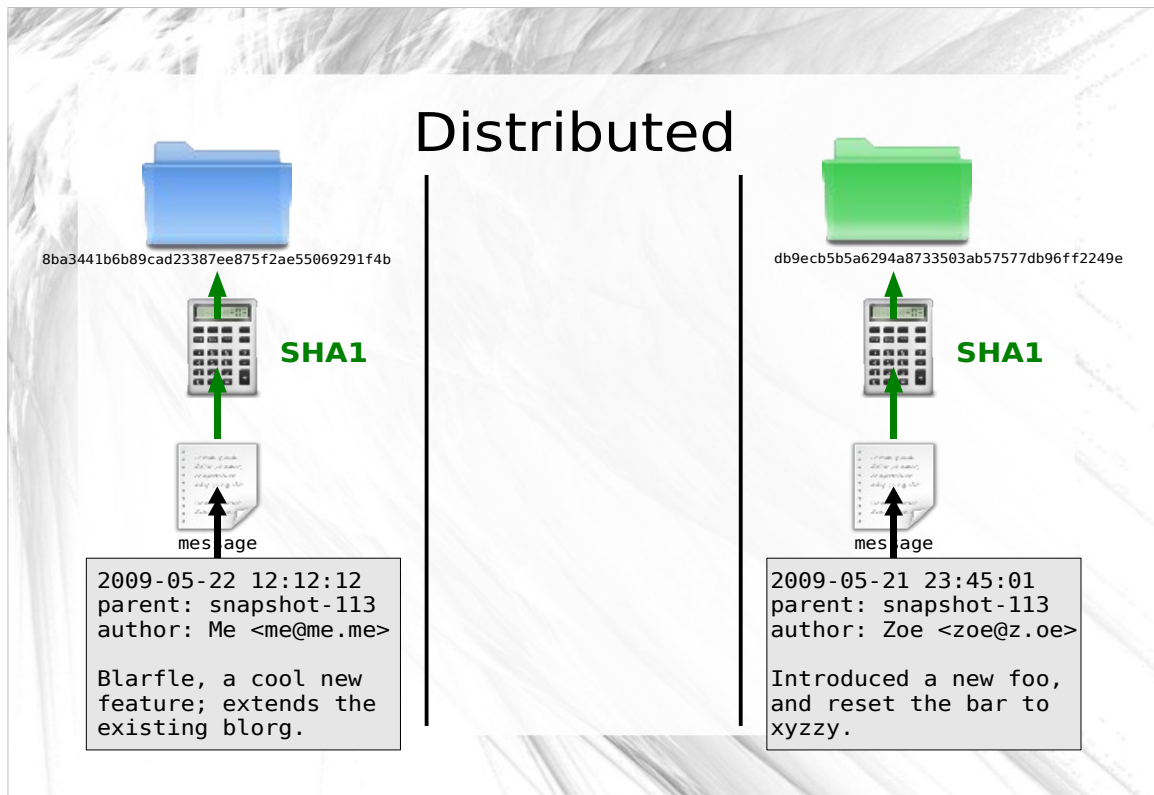 Distributed
8ba3441b6b89cad23387ee875f2ae55069291f4b
SHA1
message
2009-05-22 12:12:12
parent: snapshot-113
author: Me <me@me.me>
Blarfle, a cool new
feature; extends the
existing blorg.
db9ecb5b5a6294a8733503ab57577db96ff2249e
SHA1
message
2009-05-21 23:45:01
parent: snapshot-113
author: Zoe <zoe@z.oe>
Introduced a new foo,
and reset the bar to
xyzzy.